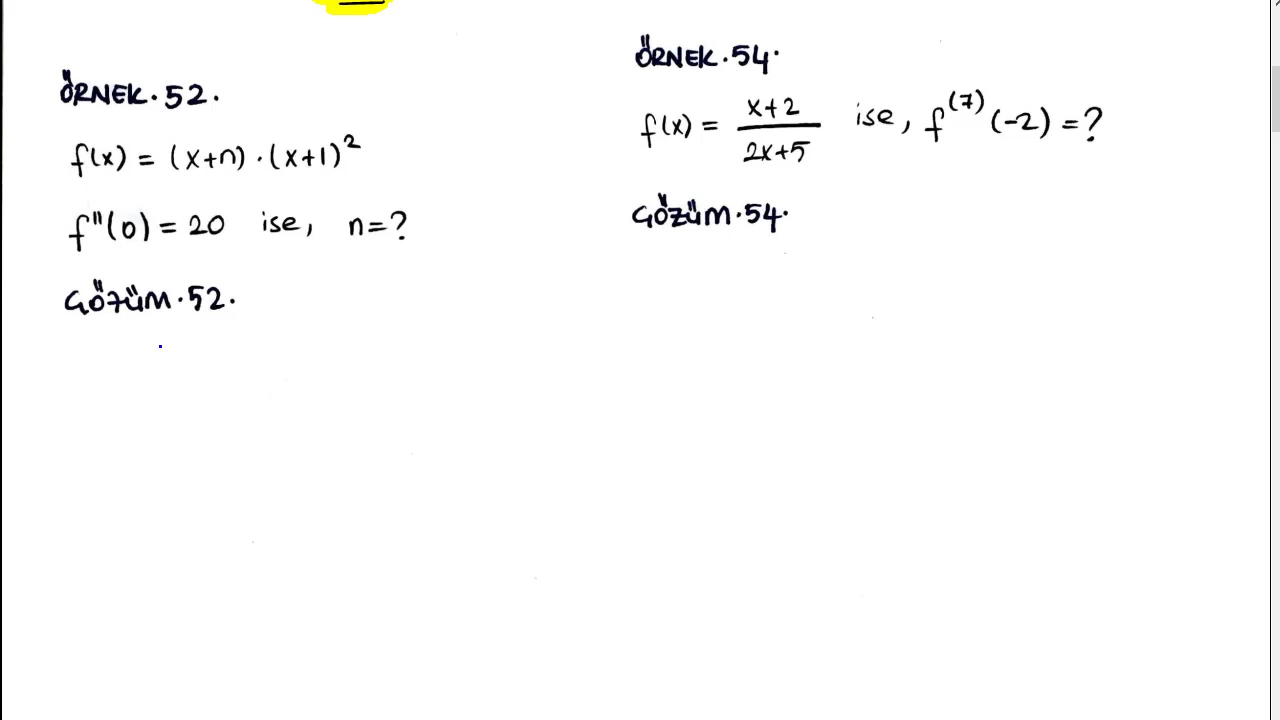 ÖRNEK.52.
f(x) = (x+n).(x+1)²
f''(0) = 20 ise, n=?
ÇÖZÜM.52.
ÖRNEK.54.
f(x) = x+2 / 2x+5 ise, f⁽⁷⁾(-2) = ?
ÇÖZÜM.54.